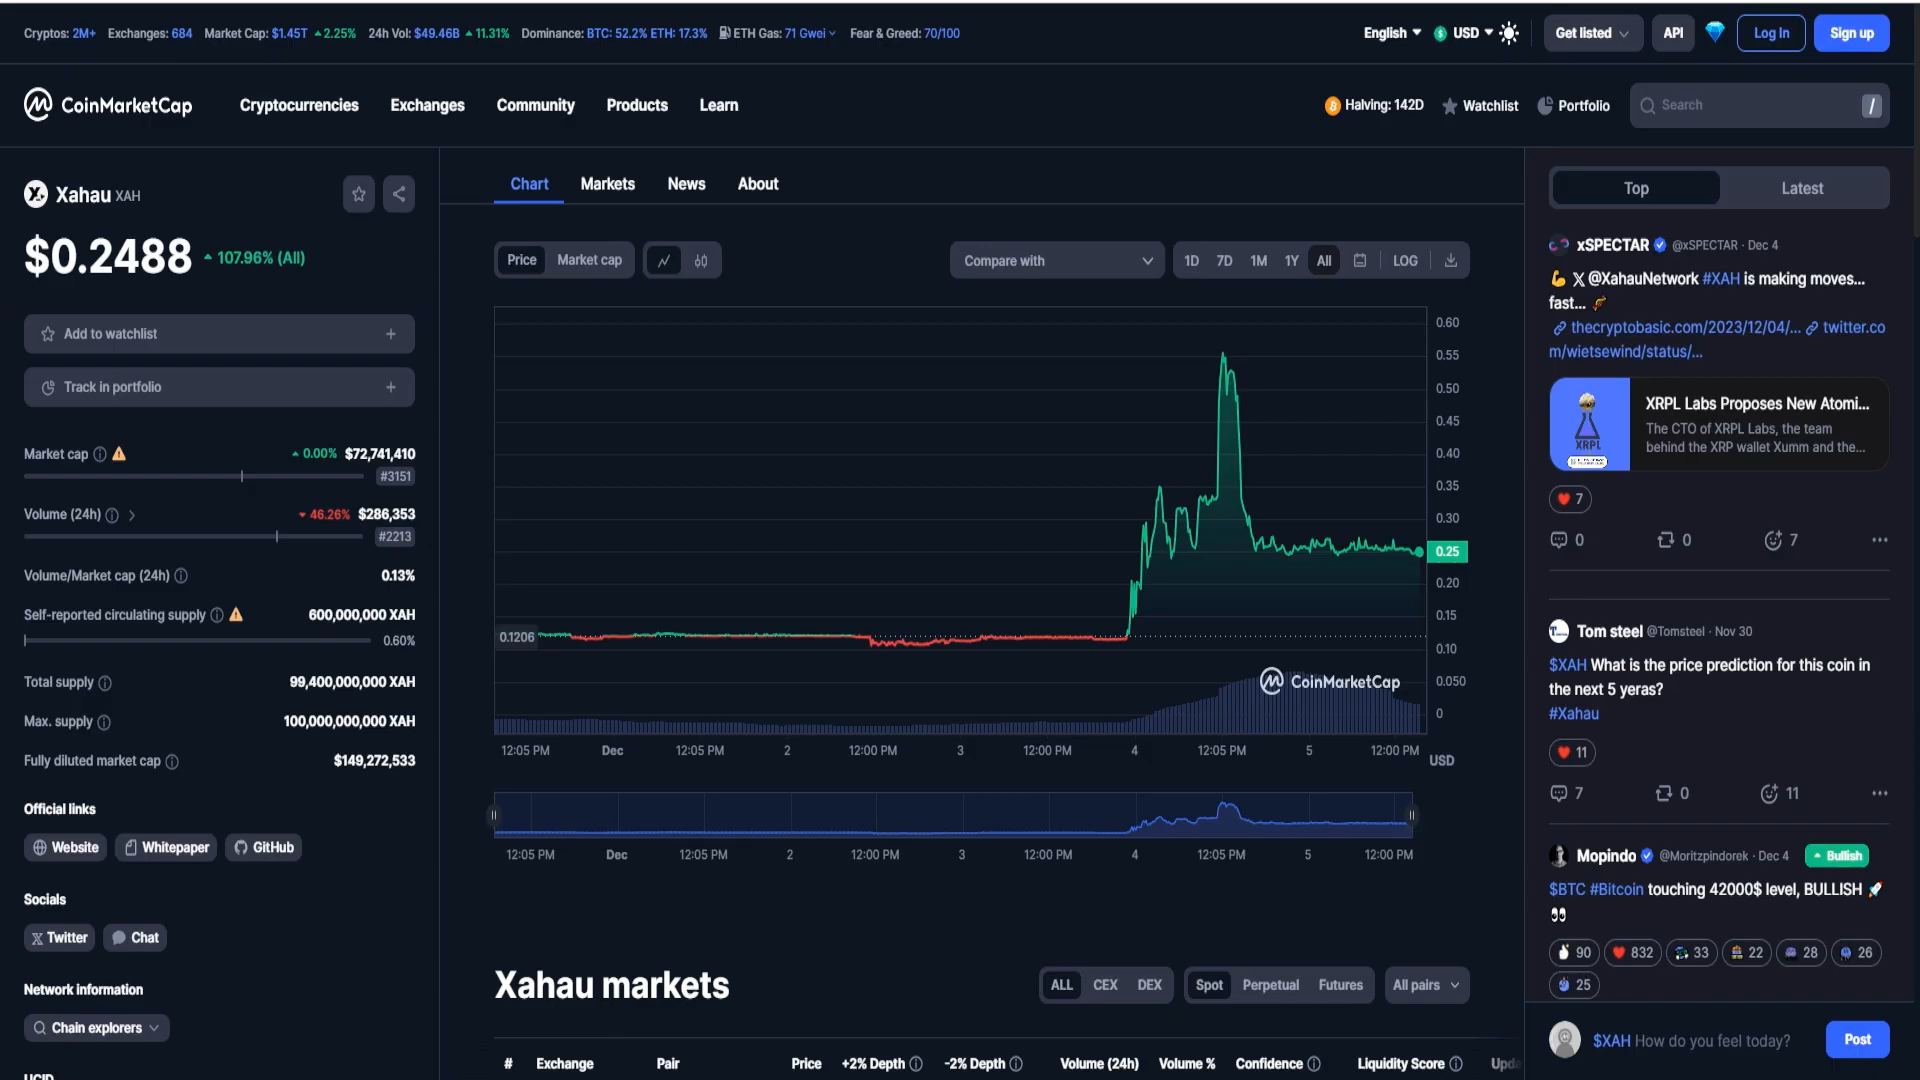 Cryptos: 2M+ Exchanges: 684 Market Cap: $1.45T 2.25% 24h Vol: $49.46B 11.31% Dominance: BTC: 52.2% ETH: 17.3% ETH Gas: 71 Gwei Fear & Greed: 70/100
English USD Get listed API Log In Sign up
CoinMarketCap Cryptocurrencies Exchanges Community Products Learn
Halving: 142D Watchlist Portfolio Search /
Xahau XAH
$0.2488 107.96% (All)
Add to watchlist +
Track in portfolio +
Market cap 0.00% $72,741,410
#3151
Volume (24h) 46.26% $286,353
#2213
Volume/Market cap (24h) 0.13%
Self-reported circulating supply 600,000,000 XAH
0.60%
Total supply 99,400,000,000 XAH
Max. supply 100,000,000,000 XAH
Fully diluted market cap $149,272,533
Official links
Website Whitepaper GitHub
Socials
Twitter Chat
Network information
Chain explorers
UCID
Chart Markets News About
Price Market cap
Compare with
1D 7D 1M 1Y All LOG
0.60
0.55
0.50
0.45
0.40
0.35
0.30
0.25
0.20
0.15
0.1206
0.10
0.050
0
CoinMarketCap
12:05 PM Dec 12:05 PM 2 12:00 PM 3 12:00 PM 4 12:05 PM 5 12:00 PM
USD
12:05 PM Dec 12:05 PM 2 12:00 PM 3 12:00 PM 4 12:05 PM 5 12:00 PM
Xahau markets
ALL CEX DEX Spot Perpetual Futures All pairs
# Exchange Pair Price +2% Depth -2% Depth Volume (24h) Volume % Confidence Liquidity Score Upda
Top Latest
xSPECTAR @xSPECTAR · Dec 4
💪 𝕏 @XahauNetwork #XAH is making moves...
fast...
thecryptobasic.com/2023/12/04/... twitter.co
m/wietsewind/status/...
XRPL
XRPL Labs Proposes New Atomi...
The CTO of XRPL Labs, the team
behind the XRP wallet Xumm and the...
7
0 0 7
Tom steel @Tomsteel · Nov 30
$XAH What is the price prediction for this coin in
the next 5 yeras?
#Xahau
11
7 0 11
Mopindo @Moritzpindorek · Dec 4 Bullish
$BTC #Bitcoin touching 42000$ level, BULLISH 🚀
👀
90 832 33 22 28 26
25
$XAH How do you feel today? Post